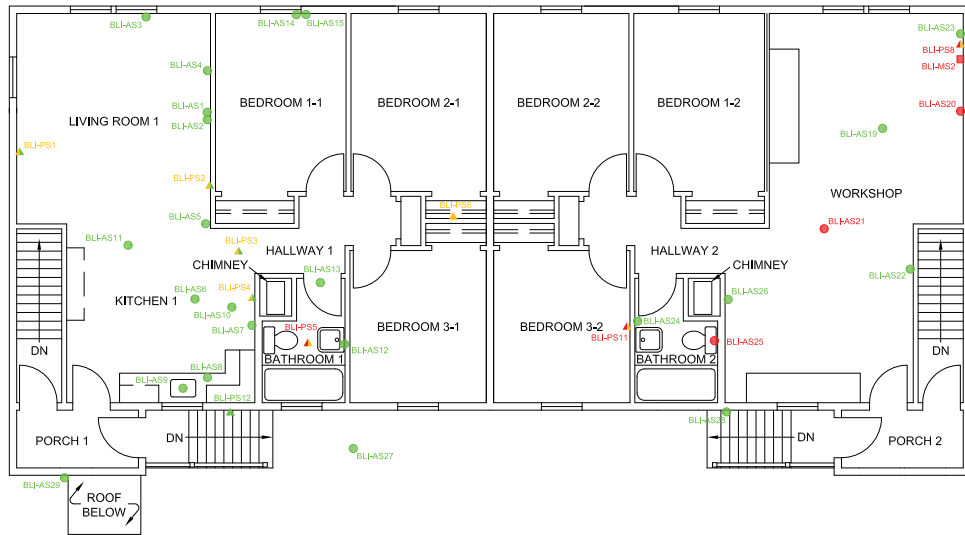 BLI-AS3
BLI-AS14
BLI-AS15
BLI-AS23
BLI-PS8
BLI-MS2
BLI-AS4
BEDROOM 1-1
BEDROOM 2-1
BEDROOM 2-2
BEDROOM 1-2
BLI-AS1
BLI-AS20
LIVING ROOM 1
BLI-AS2
BLI-AS19
BLI-PS1
BLI-PS2
WORKSHOP
BLI-PS6
BLI-AS5
BLI-AS21
BLI-AS11
BLI-PS3
HALLWAY 1
HALLWAY 2
CHIMNEY
CHIMNEY
BLI-AS22
BLI-AS13
KITCHEN 1
BLI-AS6
BLI-PS4
BLI-AS26
BLI-AS10
BLI-AS7
BLI-PS5
BEDROOM 3-1
BEDROOM 3-2
BLI-AS24
BLI-PS11
BLI-AS25
DN
DN
BATHROOM 1
BLI-AS12
BATHROOM 2
BLI-AS8
BLI-AS9
BLI-PS12
BLI-AS28
PORCH 1
DN
DN
PORCH 2
BLI-AS27
BLI-AS29
ROOF
BELOW